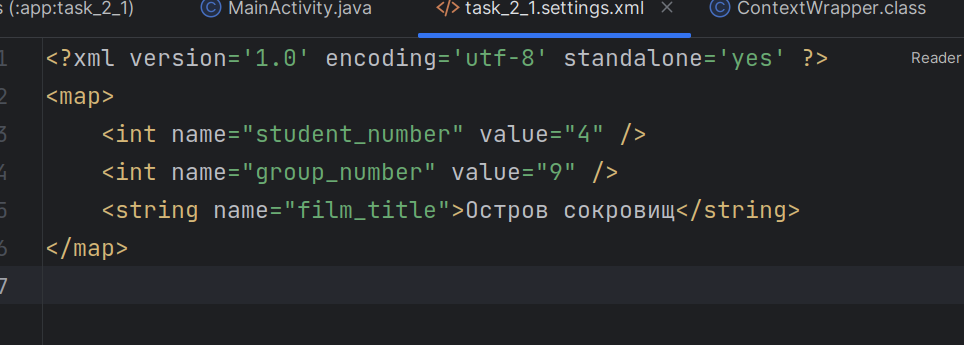 (:app:task_2_1) MainActivity.java task_2_1.settings.xml ContextWrapper.class
1 <?xml version='1.0' encoding='utf-8' standalone='yes' ?> Reader
2 <map>
3 <int name="student_number" value="4" />
4 <int name="group_number" value="9" />
5 <string name="film_title">Остров сокровищ</string>
6 </map>
7